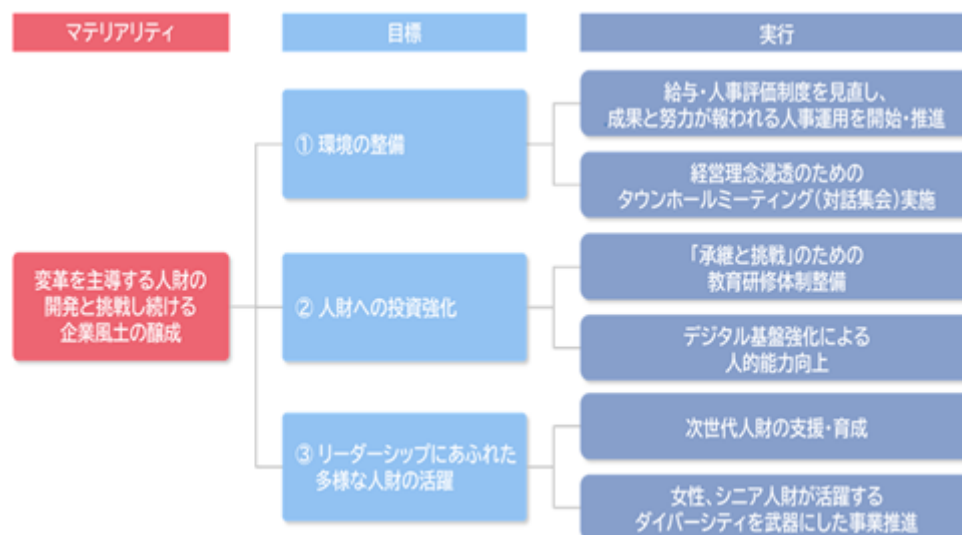 マテリアリティ
目標
実行
変革を主導する人財の
開発と挑戦し続ける
企業風土の醸成
① 環境の整備
給与・人事評価制度を見直し、
成果と努力が報われる人事運用を開始・推進
経営理念浸透のための
タウンホールミーティング(対話集会)実施
② 人財への投資強化
「承継と挑戦」のための
教育研修体制整備
デジタル基盤強化による
人的能力向上
③ リーダーシップにあふれた
多様な人財の活躍
次世代人財の支援・育成
女性、シニア人財が活躍する
ダイバーシティを武器にした事業推進